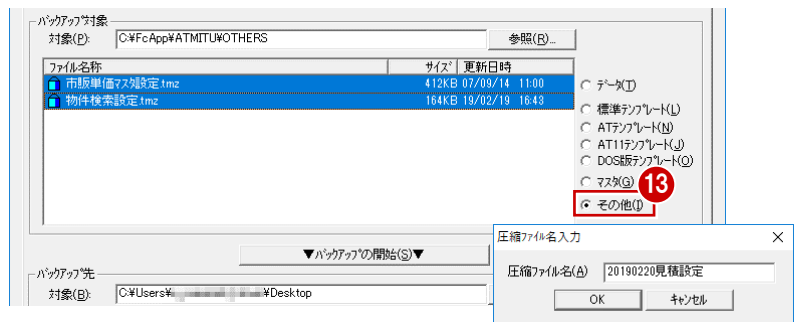 バックアップ対象
対象(P): C:¥FcApp¥ATMITU¥OTHERS 参照(R)...
ファイル名称 サイズ 更新日時
市販単価マスタ設定.tmz 412KB 07/09/14 11:00
物件検索設定.tmz 164KB 19/02/19 16:43
データ(T)
標準テンプレート(L)
ATテンプレート(N)
AT11テンプレート(J)
DOS版テンプレート(O)
マスタ(G)
13
その他(I)
▼バックアップの開始(S)▼
バックアップ先
対象(B): C:¥Users¥ ¥Desktop
圧縮ファイル名入力
圧縮ファイル名(A) 20190220見積設定
OK キャンセル